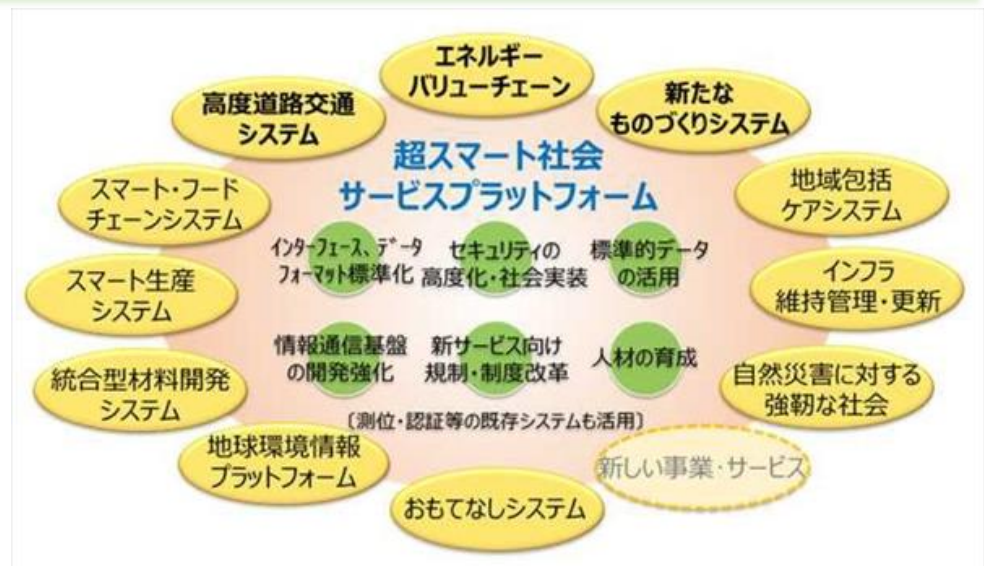 エネルギー
バリューチェーン
高度道路交通
システム
新たな
ものづくりシステム
超スマート社会
サービスプラットフォーム
スマート・フード
チェーンシステム
地域包括
ケアシステム
ｲﾝﾀｰﾌｪｰｽ、ﾃﾞｰﾀ
ﾌｫｰﾏｯﾄ標準化
セキュリティの
高度化・社会実装
標準的データ
の活用
スマート生産
システム
インフラ
維持管理・更新
情報通信基盤
の開発強化
新サービス向け
規制・制度改革
人材の育成
統合型材料開発
システム
自然災害に対する
強靭な社会
〔測位・認証等の既存システムも活用〕
地球環境情報
プラットフォーム
新しい事業・サービス
おもてなしシステム